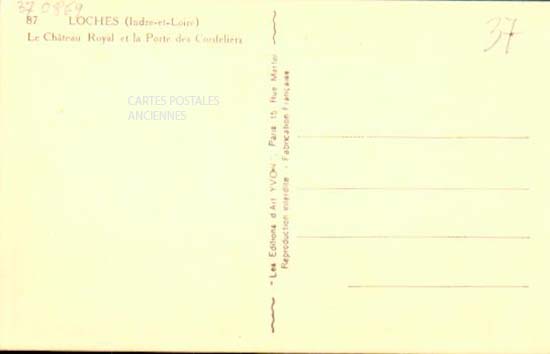 37
87 LOCHES (Indre-et-Loire)
Le Château Royal et la Porte des Cordeliers
37
CARTES POSTALES
ANCIENNES
- Les Editions d'Art YVON, Paris 15 Rue Martel
Reproduction interdite - Fabrication Française